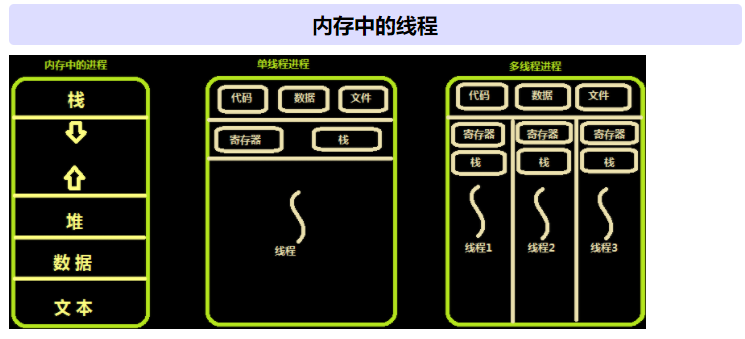 内存中的线程
内存中的进程
栈
堆
数据
文本
单线程进程
代码 数据 文件
寄存器 栈
线程
多线程进程
代码 数据 文件
寄存器 寄存器 寄存器
栈 栈 栈
线程1 线程2 线程3